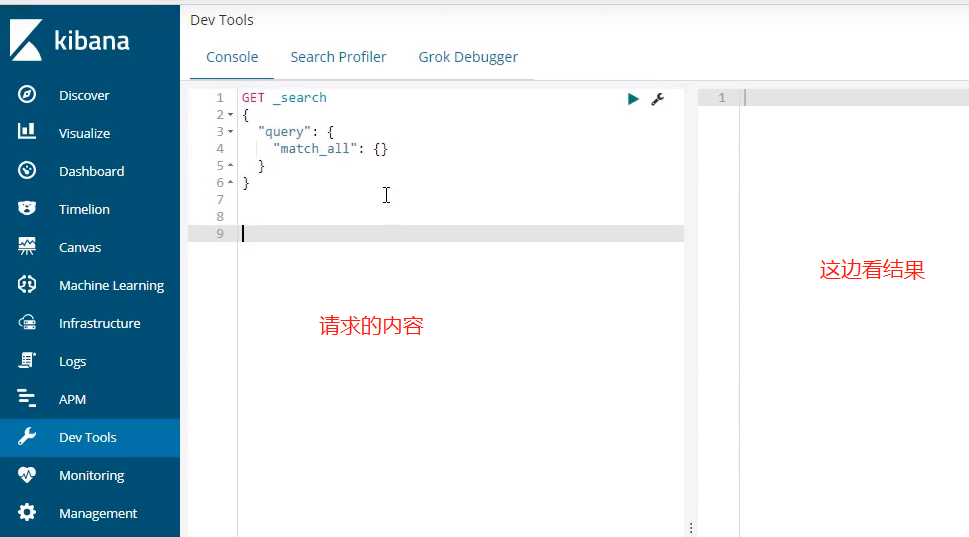 kibana
Discover
Visualize
Dashboard
Timelion
Canvas
Machine Learning
Infrastructure
Logs
APM
Dev Tools
Monitoring
Management
Dev Tools
Console Search Profiler Grok Debugger
1 GET _search
2 {
3 "query": {
4 "match_all": {}
5 }
6 }
7
8
9
请求的内容
1
这边看结果